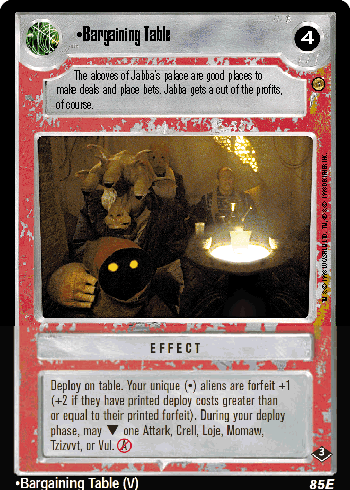 •Bargaining Table
4
The alcoves of Jabba's palace are good places to
make deals and place bets. Jabba gets a cut of the profits,
of course.
EFFECT
Deploy on table. Your unique (•) aliens are forfeit +1
(+2 if they have printed deploy costs greater than
or equal to their printed forfeit). During your deploy
phase, may ▼ one Attark, Crell, Loje, Momaw,
Tzizvvt, or Vul.
3
•Bargaining Table (V)
85E